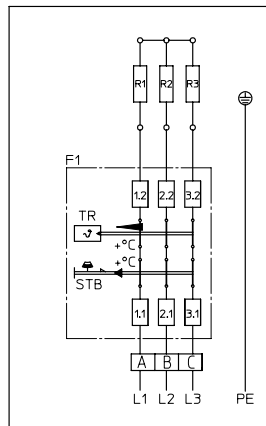 R1 R2 R3
F1
1.2 2.2 3.2
TR
+°C
ϑ
+°C
STB
1.1 2.1 3.1
A B C
L1 L2 L3 PE